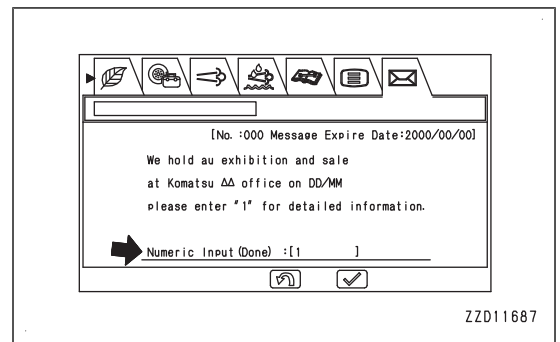 [No. :000 Message Expire Date:2000/00/00]
We hold au exhibition and sale
at Komatsu ΔΔ office on DD/MM
please enter "1" for detailed information.
Numeric Input(Done) :[1 ]
ZZD11687